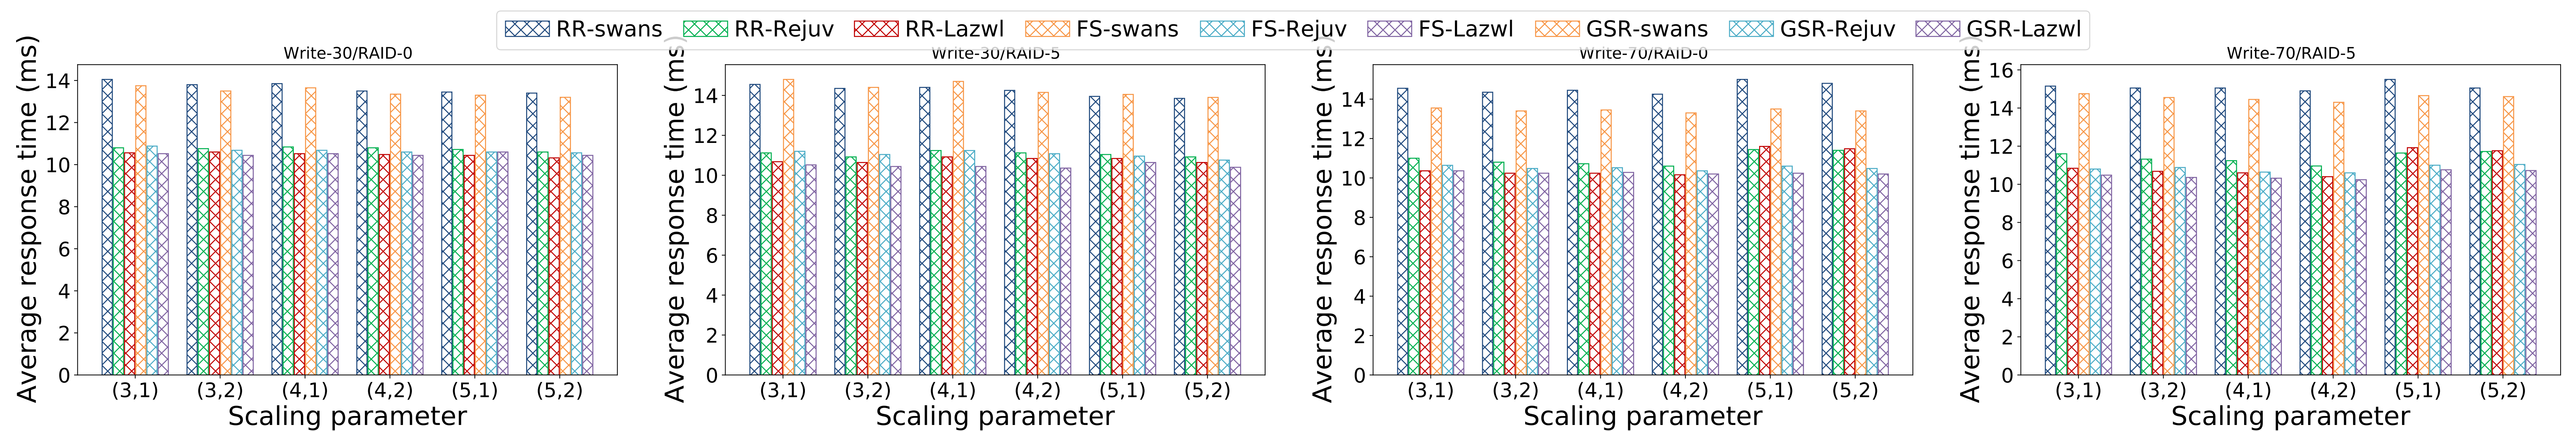 RR-swans RR-Rejuv RR-Lazwl FS-swans FS-Rejuv FS-Lazwl GSR-swans GSR-Rejuv GSR-Lazwl
Write-30/RAID-0
Average response time (ms)
14
12
10
8
6
4
2
0
(3,1) (3,2) (4,1) (4,2) (5,1) (5,2)
Scaling parameter
Write-30/RAID-5
Average response time (ms)
14
12
10
8
6
4
2
0
(3,1) (3,2) (4,1) (4,2) (5,1) (5,2)
Scaling parameter
Write-70/RAID-0
Average response time (ms)
14
12
10
8
6
4
2
0
(3,1) (3,2) (4,1) (4,2) (5,1) (5,2)
Scaling parameter
Write-70/RAID-5
Average response time (ms)
16
14
12
10
8
6
4
2
0
(3,1) (3,2) (4,1) (4,2) (5,1) (5,2)
Scaling parameter